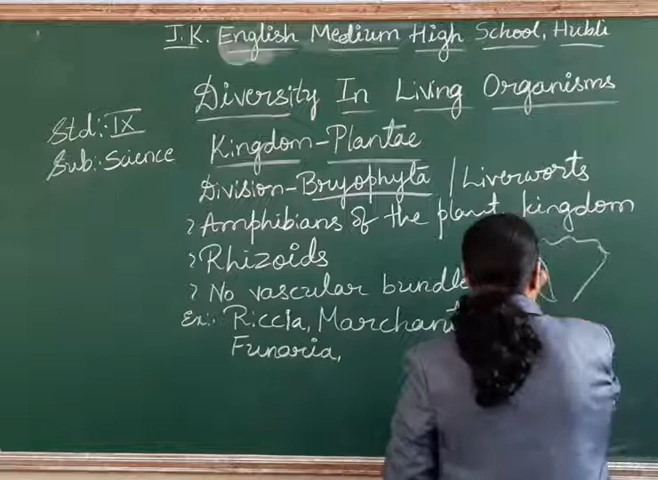 J.K. English Medium High School, Hubli
Diversity In Living Organisms
Std:- IX
Sub:- Science
Kingdom-Plantae
Division-Bryophyta / Liverworts
> Amphibians of the plant kingdom
> Rhizoids
> No vascular bundle
Ex:- Riccia, Marchant
Funaria,